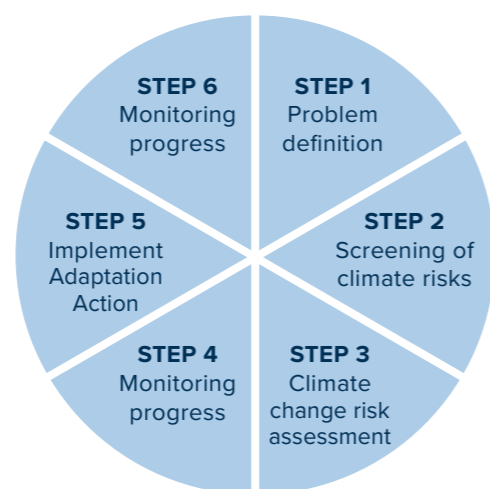 STEP 1
Problem
definition
STEP 2
Screening of
climate risks
STEP 3
Climate
change risk
assessment
STEP 4
Monitoring
progress
STEP 5
Implement
Adaptation
Action
STEP 6
Monitoring
progress